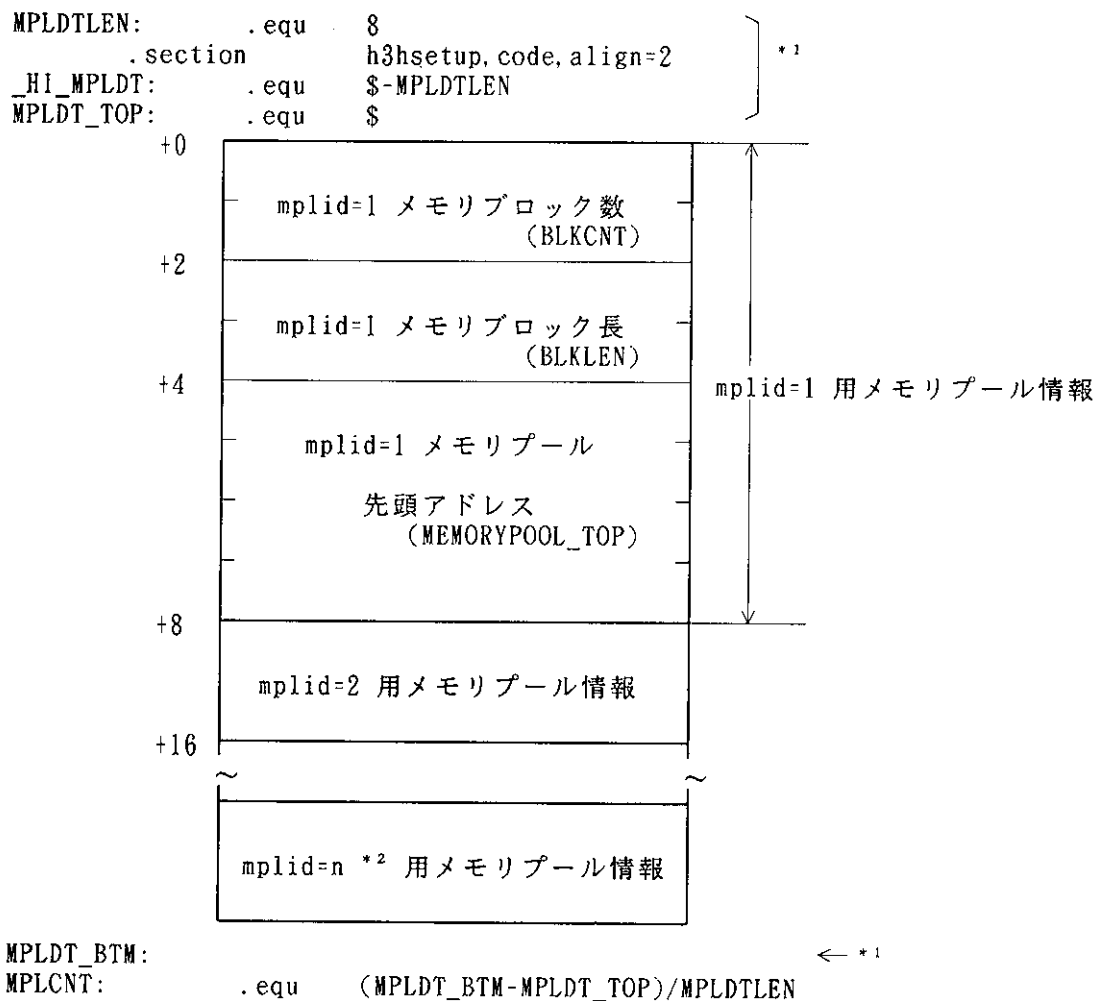 MPLDTLEN: .equ 8
.section h3hsetup,code,align=2 *1
_HI_MPLDT: .equ $-MPLDTLEN
MPLDT_TOP: .equ $
+0
mplid=1 メモリブロック数
(BLKCNT)
+2
mplid=1 メモリブロック長
(BLKLEN)
+4
mplid=1 用メモリプール情報
mplid=1 メモリプール
先頭アドレス
(MEMORYPOOL_TOP)
+8
mplid=2 用メモリプール情報
+16
~ ~
mplid=n *2 用メモリプール情報
MPLDT_BTM: ← *1
MPLCNT: .equ (MPLDT_BTM-MPLDT_TOP)/MPLDTLEN